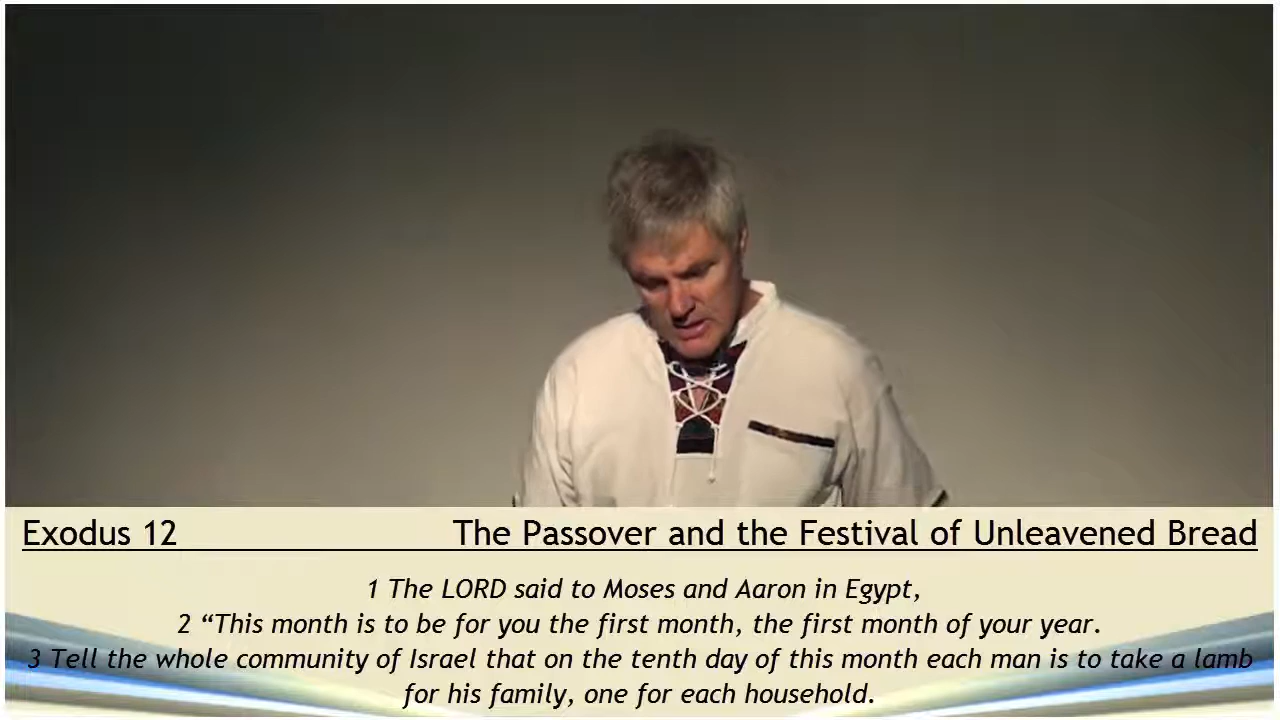 Exodus 12 The Passover and the Festival of Unleavened Bread
1 The LORD said to Moses and Aaron in Egypt,
2 “This month is to be for you the first month, the first month of your year.
3 Tell the whole community of Israel that on the tenth day of this month each man is to take a lamb
for his family, one for each household.